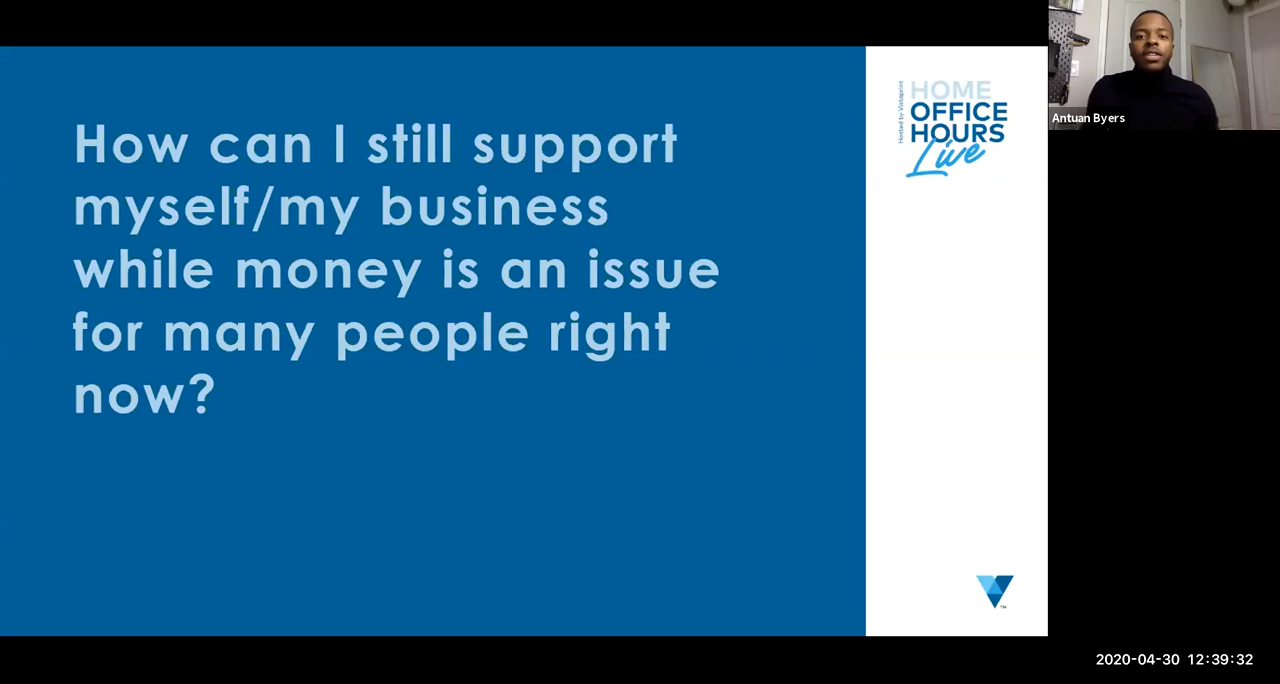 How can I still support
myself/my business
while money is an issue
for many people right
now?
Hosted by Vistaprint
HOME
OFFICE
HOURS
Live
TM
Antuan Byers
2020-04-30 12:39:32